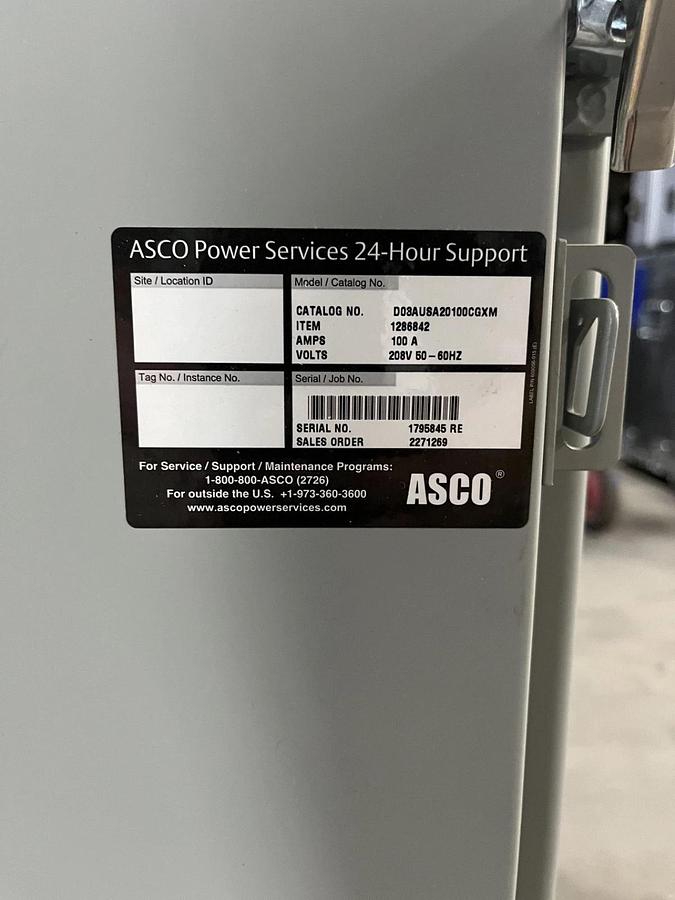 ASCO Power Services 24-Hour Support
Site / Location ID
Model / Catalog No.
CATALOG NO. D03AUSA20100CGXM
ITEM 1286842
AMPS 100 A
VOLTS 208V 50-60HZ
Tag No. / Instance No.
Serial / Job No.
SERIAL NO. 1795845 RE
SALES ORDER 2271269
For Service / Support / Maintenance Programs:
1-800-800-ASCO (2726)
For outside the U.S. +1-973-360-3600
www.ascopowerservices.com
ASCO®